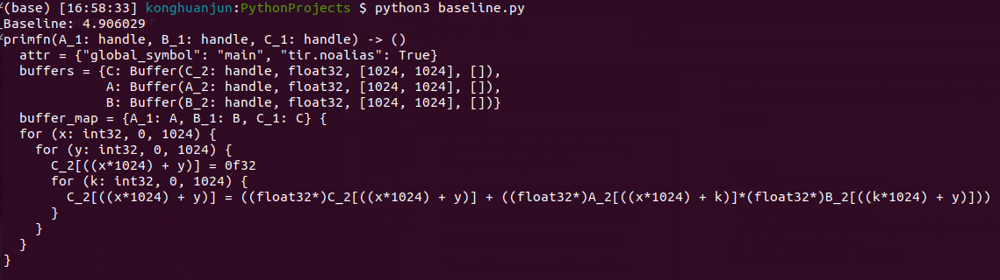 (base) [16:58:33] konghuanjun:PythonProjects $ python3 baseline.py
Baseline: 4.906029
primfn(A_1: handle, B_1: handle, C_1: handle) -> ()
  attr = {"global_symbol": "main", "tir.noalias": True}
  buffers = {C: Buffer(C_2: handle, float32, [1024, 1024], []),
             A: Buffer(A_2: handle, float32, [1024, 1024], []),
             B: Buffer(B_2: handle, float32, [1024, 1024], [])}
  buffer_map = {A_1: A, B_1: B, C_1: C} {
  for (x: int32, 0, 1024) {
    for (y: int32, 0, 1024) {
      C_2[((x*1024) + y)] = 0f32
      for (k: int32, 0, 1024) {
        C_2[((x*1024) + y)] = ((float32*)C_2[((x*1024) + y)] + ((float32*)A_2[((x*1024) + k)]*(float32*)B_2[((k*1024) + y)]))
      }
    }
  }
}